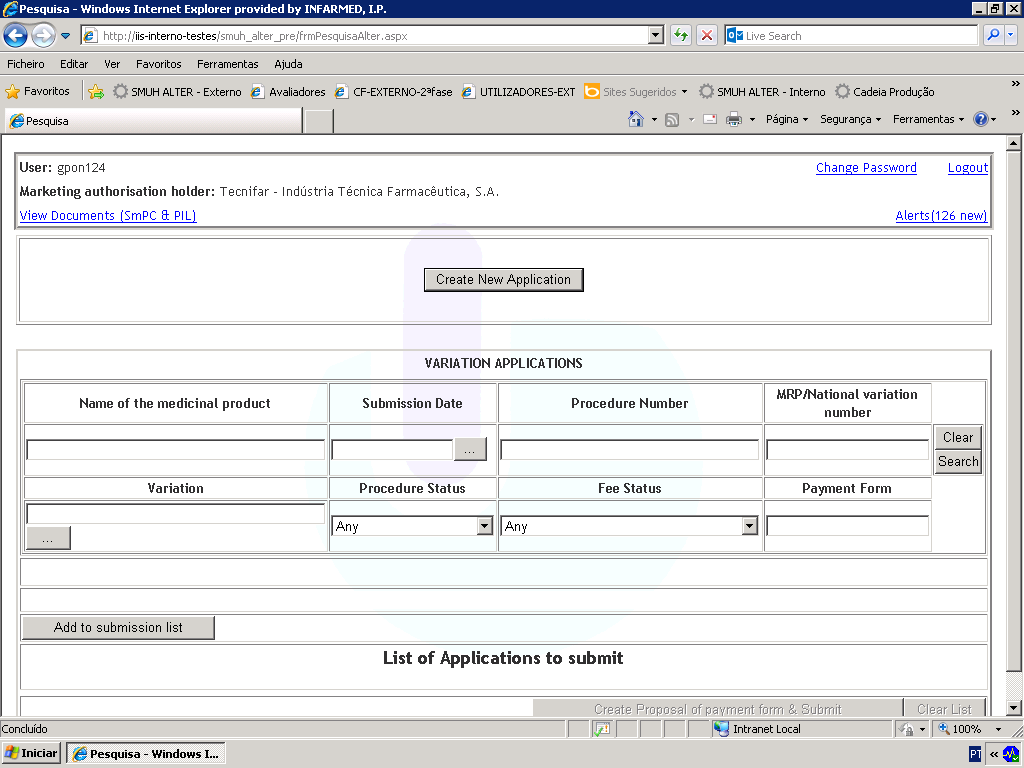 Pesquisa - Windows Internet Explorer provided by INFARMED, I.P.
http://iis-interno-testes/smuh_alter_pre/frmPesquisaAlter.aspx
Live Search
Ficheiro Editar Ver Favoritos Ferramentas Ajuda
Favoritos SMUH ALTER - Externo Avaliadores CF-EXTERNO-2ªfase UTILIZADORES-EXT Sites Sugeridos SMUH ALTER - Interno Cadeia Produção »
Pesquisa Página Segurança Ferramentas »
User: gpon124 Change Password Logout
Marketing authorisation holder: Tecnifar - Indústria Técnica Farmacêutica, S.A.
View Documents (SmPC & PIL) Alerts(126 new)
Create New Application
VARIATION APPLICATIONS
Name of the medicinal product Submission Date Procedure Number MRP/National variation number
... Clear
Search
Variation Procedure Status Fee Status Payment Form
Any Any
...
Add to submission list
List of Applications to submit
Create Proposal of payment form & Submit Clear List
Concluído Intranet Local 100%
Iniciar Pesquisa - Windows I... PT «